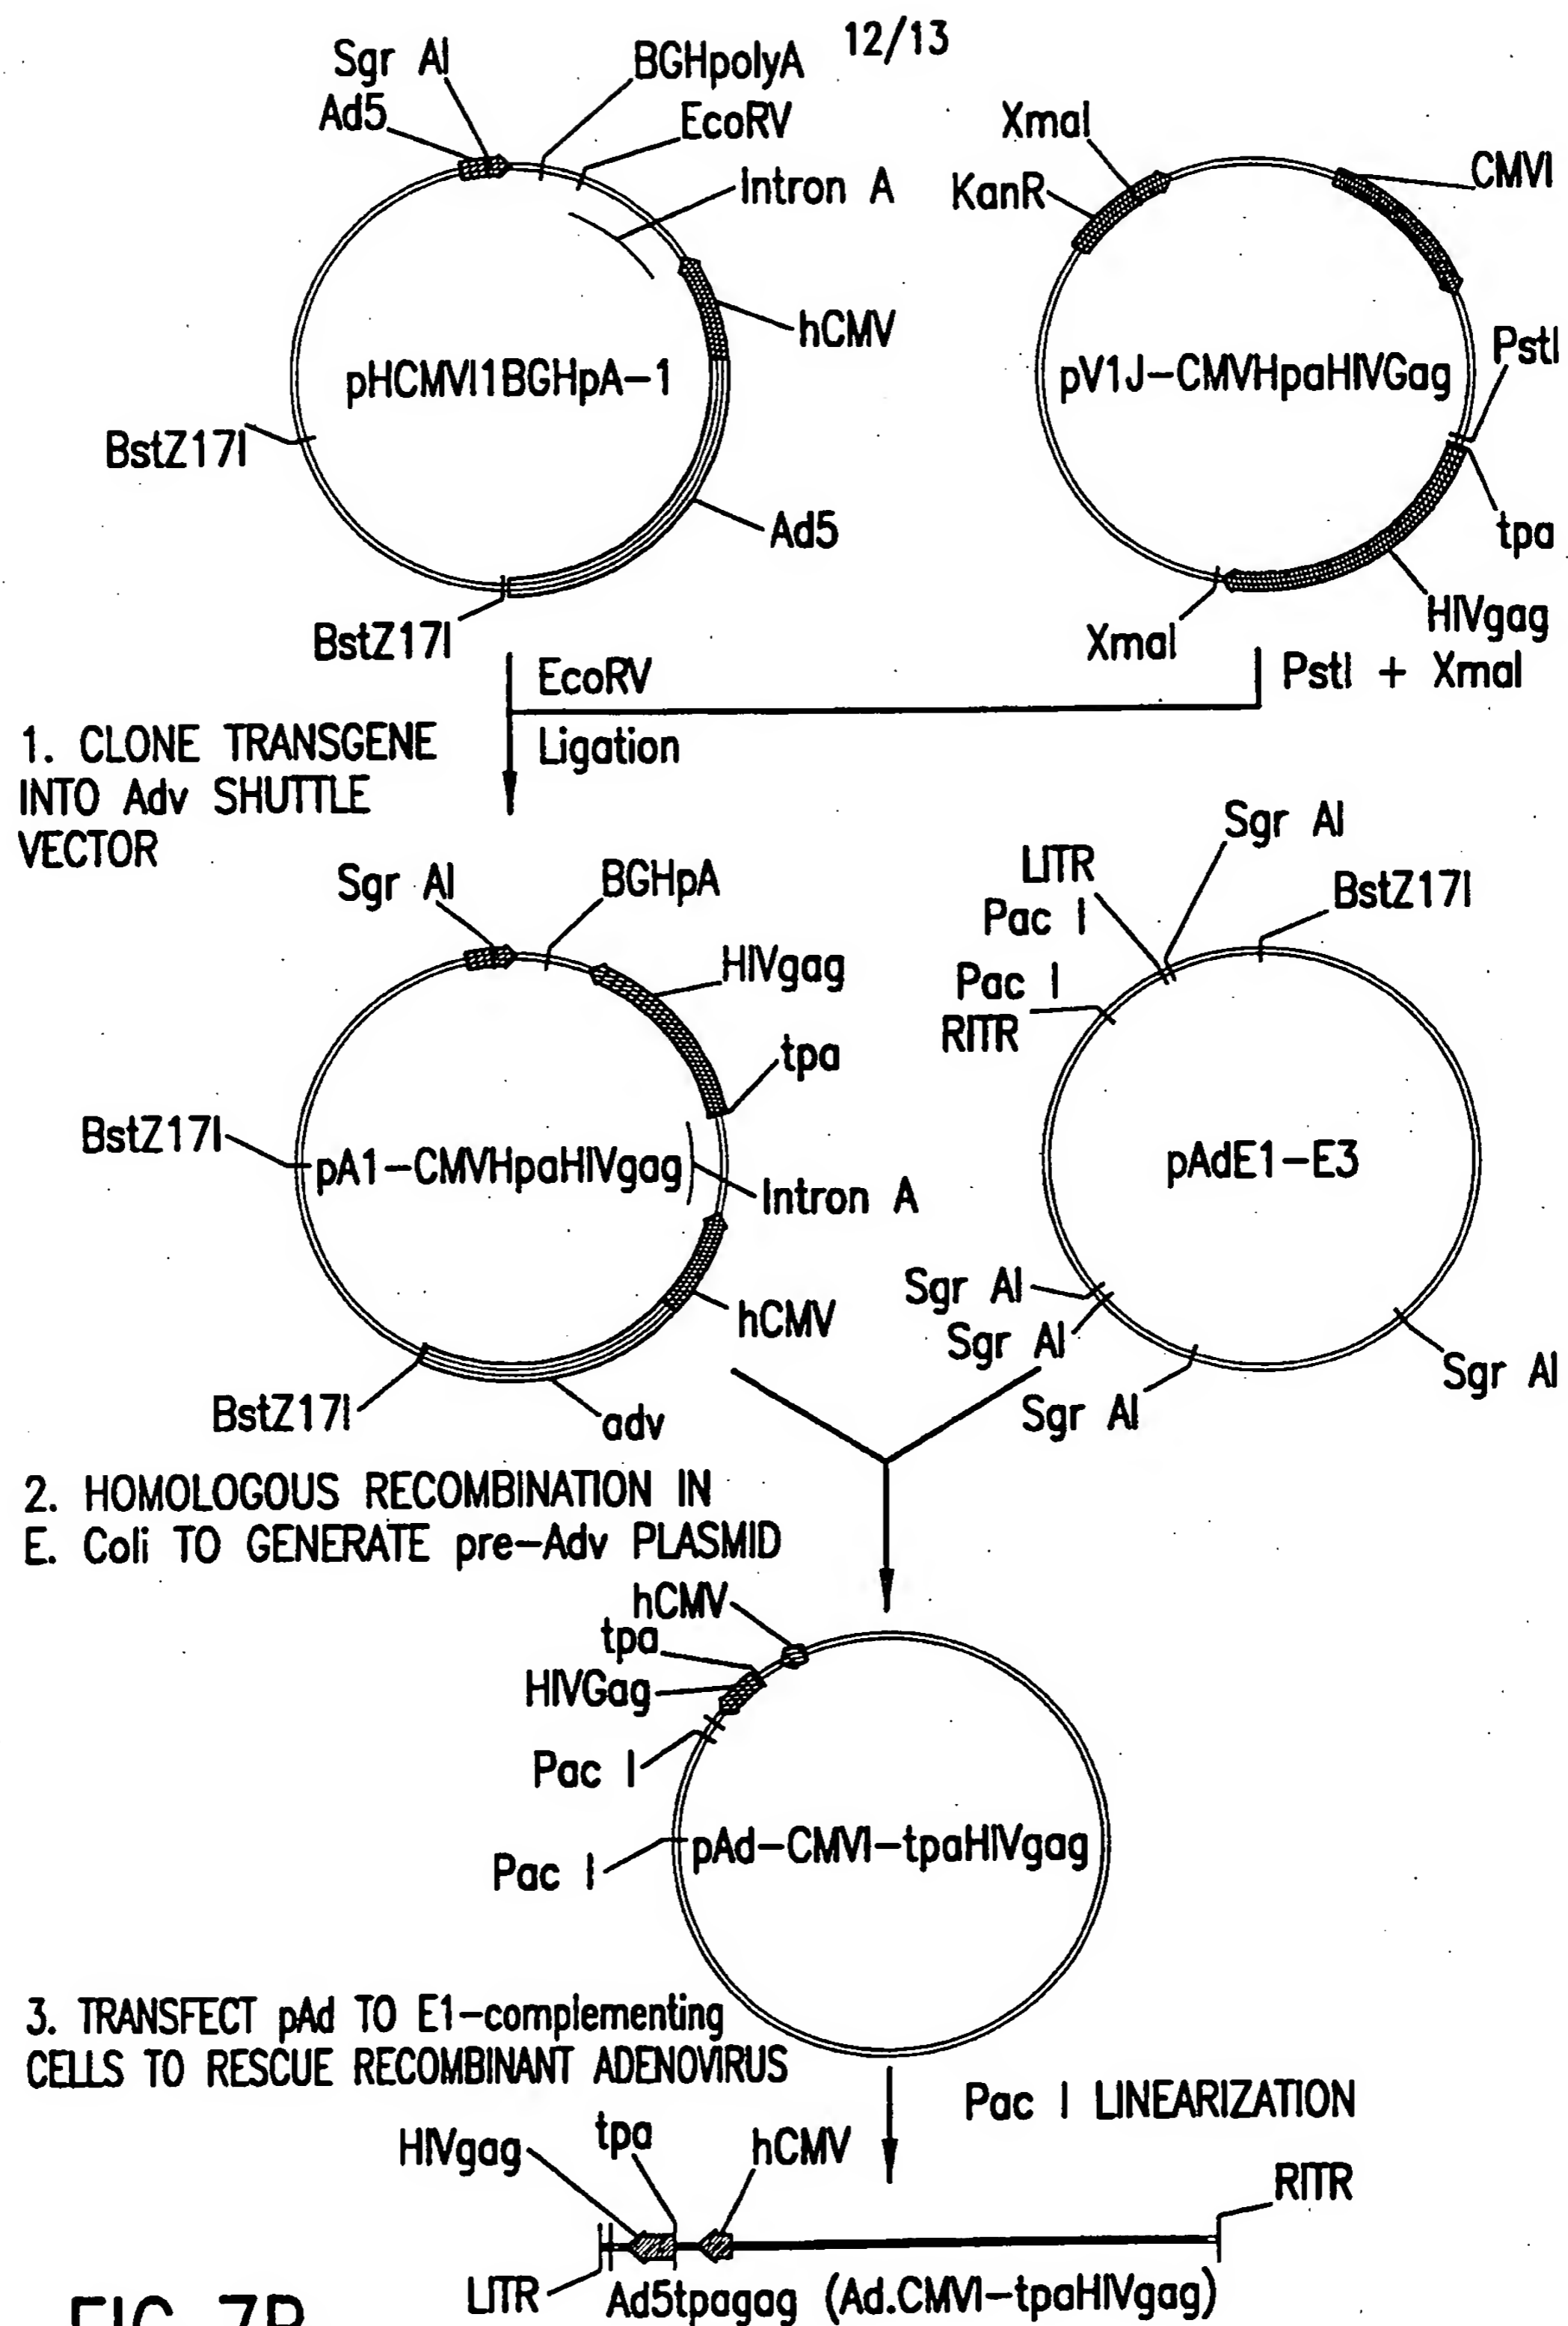 12/13
Sgr AI
Ad5
BGHpolyA
EcoRV
Intron A
hCMV
pHCMVI1BGHpA-1
BstZ17I
Ad5
BstZ17I
XmaI
KanR
CMVI
PstI
pV1J-CMVHpaHIVGag
tpa
HIVgag
XmaI
EcoRV
PstI + XmaI
Ligation
1. CLONE TRANSGENE
INTO Adv SHUTTLE
VECTOR
Sgr AI
BGHpA
HIVgag
tpa
BstZ17I
pA1-CMVHpaHIVgag
Intron A
hCMV
BstZ17I
adv
Sgr AI
LITR
Pac I
BstZ17I
Pac I
RITR
pAdE1-E3
Sgr AI
Sgr AI
Sgr AI
Sgr AI
2. HOMOLOGOUS RECOMBINATION IN
E. Coli TO GENERATE pre-Adv PLASMID
hCMV
tpa
HIVGag
Pac I
pAd-CMVI-tpaHIVgag
Pac I
3. TRANSFECT pAd TO E1-complementing
CELLS TO RESCUE RECOMBINANT ADENOVIRUS
Pac I LINEARIZATION
HIVgag
tpa
hCMV
RITR
LITR
Ad5tpagag (Ad.CMVI-tpaHIVgag)
FIG. 7B